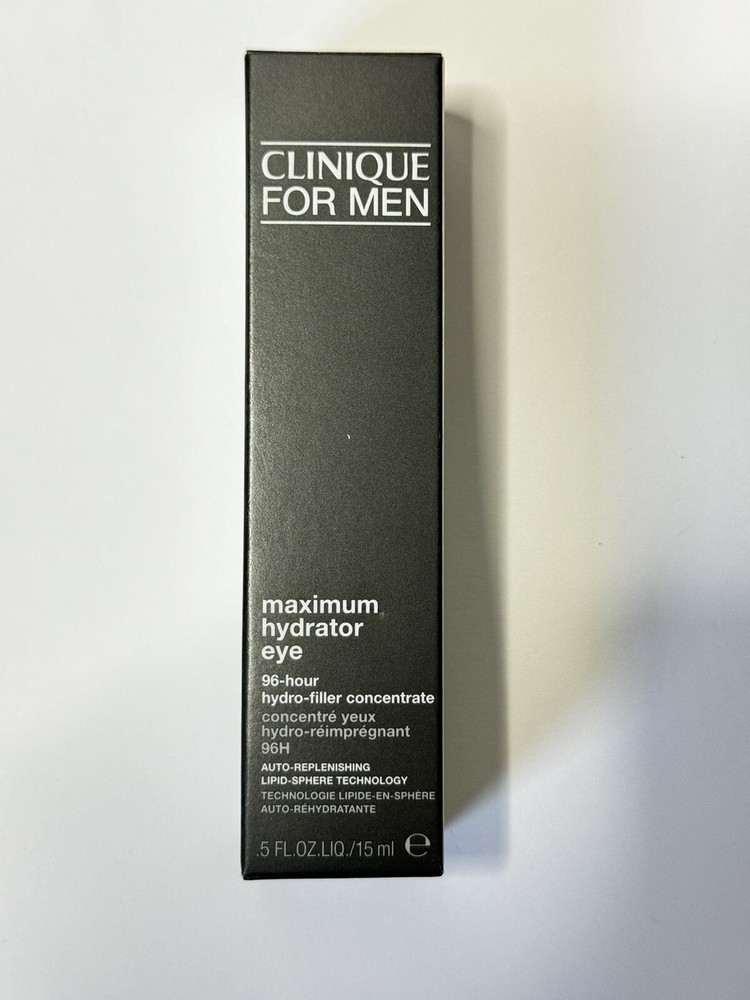 CLINIQUE
FOR MEN
maximum
hydrator
eye
96-hour
hydro-filler concentrate
concentré yeux
hydro-réimprégnant
96H
AUTO-REPLENISHING
LIPID-SPHERE TECHNOLOGY
TECHNOLOGIE LIPIDE-EN-SPHÈRE
AUTO-RÉHYDRATANTE
.5 FL.OZ.LIQ./15 ml ℮